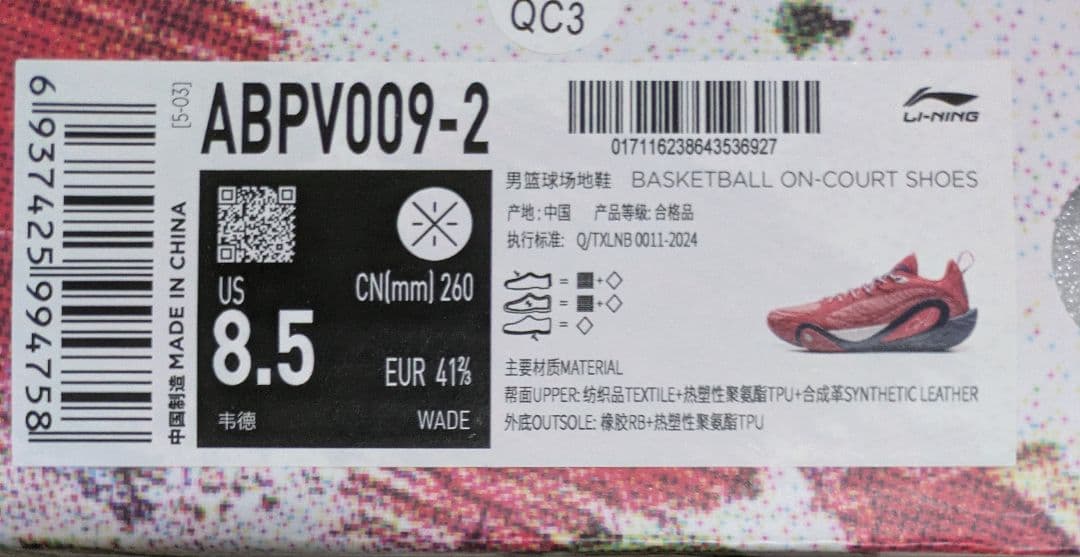 QC3
6 937425 994758
[5-03]
中国制造 MADE IN CHINA
ABPV009-2
017116238643536927
LI-NING
男篮球场地鞋 BASKETBALL ON-COURT SHOES
产地:中国 产品等级:合格品
执行标准: Q/TXLNB 0011-2024
US
8.5
CN(mm) 260
EUR 41⅔
韦德
WADE
= +
= +
=
主要材质MATERIAL
帮面UPPER: 纺织品TEXTILE+热塑性聚氨酯TPU+合成革SYNTHETIC LEATHER
外底OUTSOLE: 橡胶RB+热塑性聚氨酯TPU